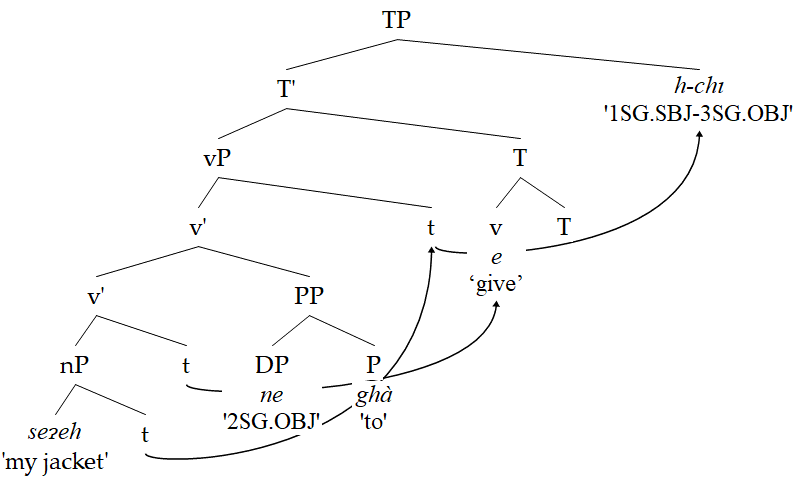 TP
T' h-chı
'1SG.SBJ-3SG.OBJ'
vP T
v' t v T
e
‘give’
v' PP
nP t DP P
ne ghà
'2SG.OBJ' 'to'
seɂeh t
'my jacket'